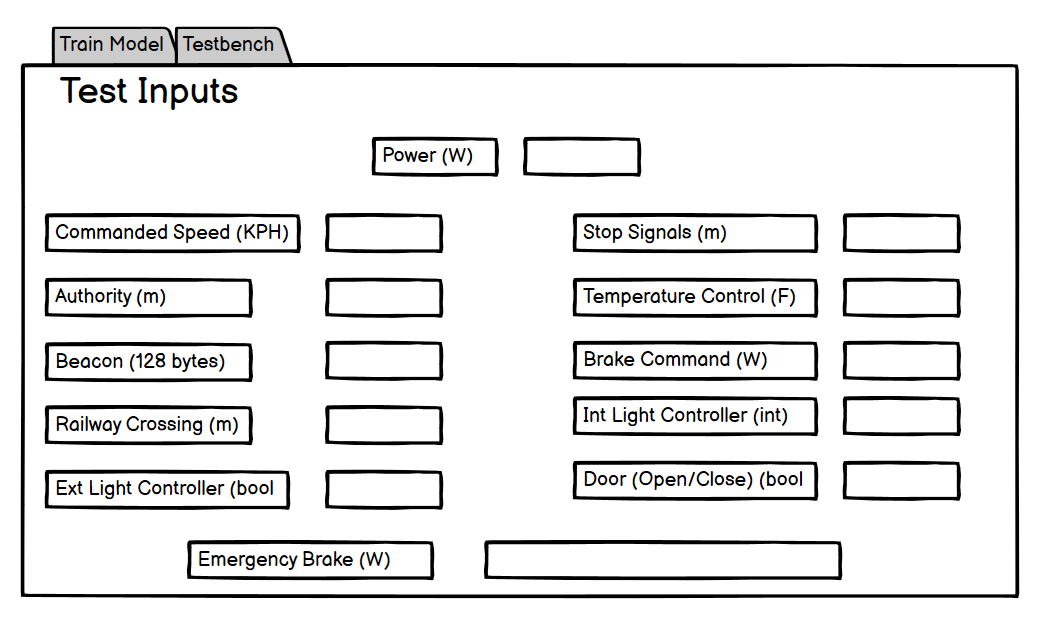 Train Model
Testbench
Test Inputs
Power (W)
Commanded Speed (KPH)
Stop Signals (m)
Authority (m)
Temperature Control (F)
Beacon (128 bytes)
Brake Command (W)
Railway Crossing (m)
Int Light Controller (int)
Ext Light Controller (bool
Door (Open/Close) (bool
Emergency Brake (W)